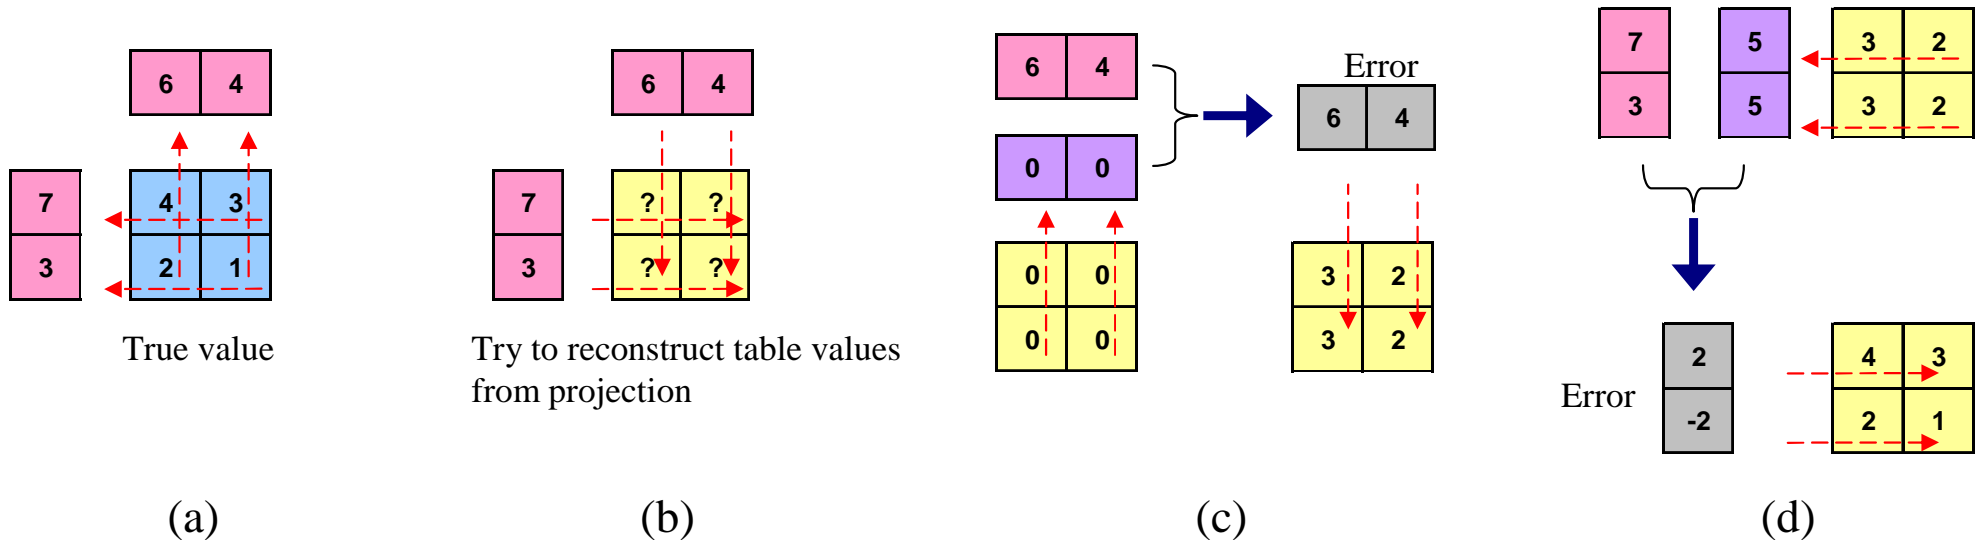 6 4
7 4 3
3 2 1
True value
(a)
6 4
7 ? ?
3 ? ?
Try to reconstruct table values
from projection
(b)
6 4
0 0
0 0
0 0
Error
6 4
3 2
3 2
(c)
7 5 3 2
3 5 3 2
Error
2 4 3
-2 2 1
(d)